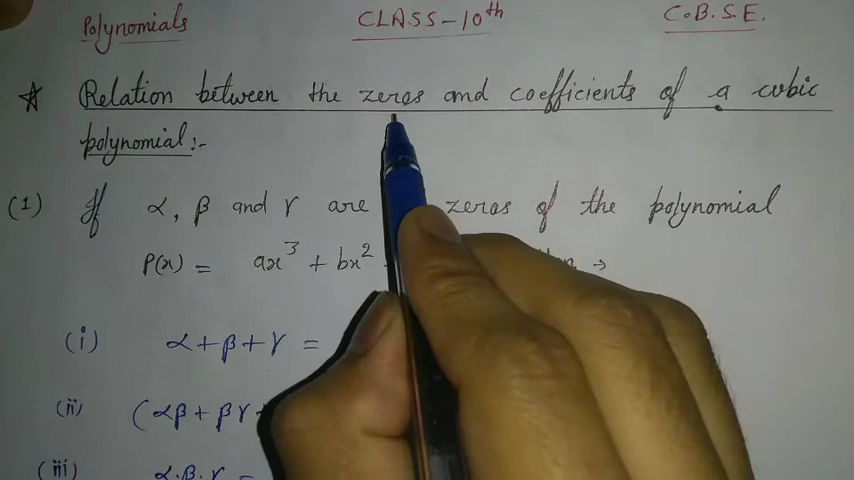 Polynomials CLASS-10th C.B.S.E.
☆ Relation between the zeros and coefficients of a cubic
polynomial:-
(1) If α, β and γ are zeros of the polynomial
P(x) = ax³ + bx²
(i) α+β+γ =
(ii) (αβ + βγ
(iii) α.β.γ =